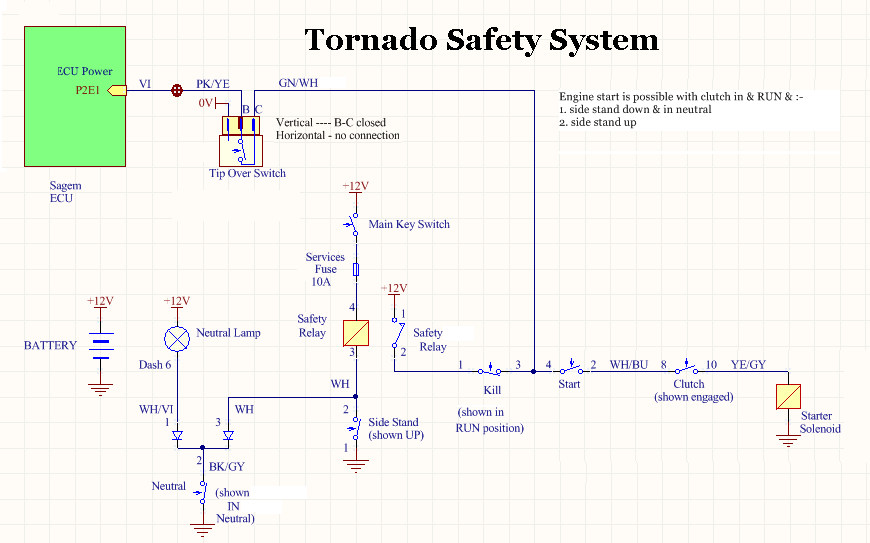 Tornado Safety System
ECU Power
P2E1
VI
PK/YE
GN/WH
0V
B C
Vertical ---- B-C closed
Horizontal - no connection
Engine start is possible with clutch in & RUN & :-
1. side stand down & in neutral
2. side stand up
Tip Over Switch
Sagem
ECU
+12V
Main Key Switch
Services
Fuse
10A
+12V
4
1
Safety
Relay
3
Safety
Relay
2
+12V
+12V
BATTERY
Neutral Lamp
Dash 6
1
3
4
2
WH/BU
8
10
YE/GY
Kill
Start
Clutch
(shown engaged)
(shown in
RUN position)
Starter
Solenoid
WH
WH/VI
1
3
WH
2
Side Stand
(shown UP)
1
2
BK/GY
Neutral
(shown
IN
Neutral)